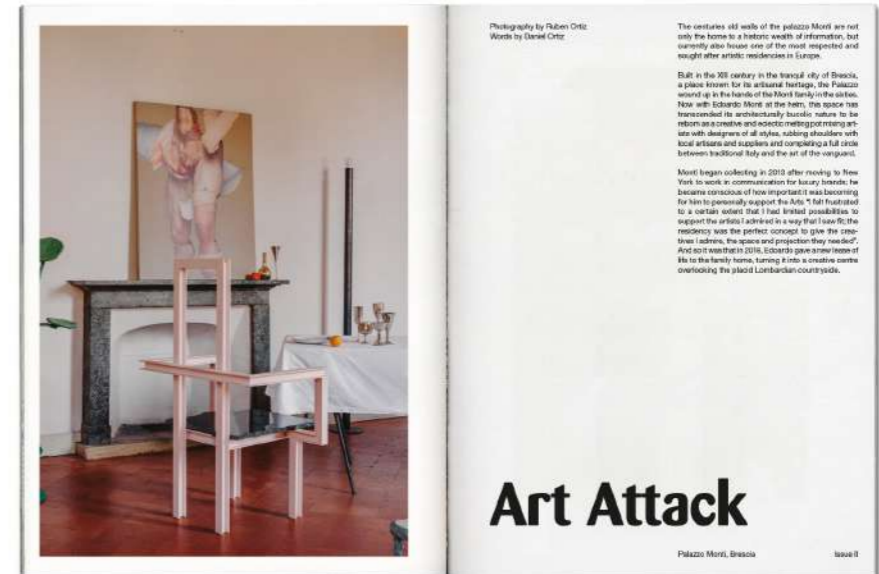 Photography by Ruben Ortiz
Words by Daniel Ortiz
The centuries old walls of the palazzo Monti are not
only the home to a historic wealth of information, but
currently also house one of the most respected and
sought after artistic residencies in Europe.
Built in the XIII century in the tranquil city of Brescia,
a place known for its artisanal heritage, the Palazzo
wound up in the hands of the Monti family in the sixties.
Now with Edoardo Monti at the helm, this space has
transcended its architecturally bucolic nature to be
reborn as a creative and eclectic melting pot mixing art-
ists with designers of all styles, rubbing shoulders with
local artisans and suppliers and completing a full circle
between traditional Italy and the art of the vanguard.
Monti began collecting in 2013 after moving to New
York to work in communication for luxury brands; he
became conscious of how important it was becoming
for him to personally support the Arts "I felt frustrated
to a certain extent that I had limited possibilities to
support the artists I admired in a way that I saw fit; the
residency was the perfect concept to give the crea-
tives I admire, the space and projection they needed".
And so it was that in 2016, Edoardo gave a new lease of
life to the family home, turning it into a creative centre
overlooking the placid Lombardian countryside.
Art Attack
Palazzo Monti, Brescia
Issue 8